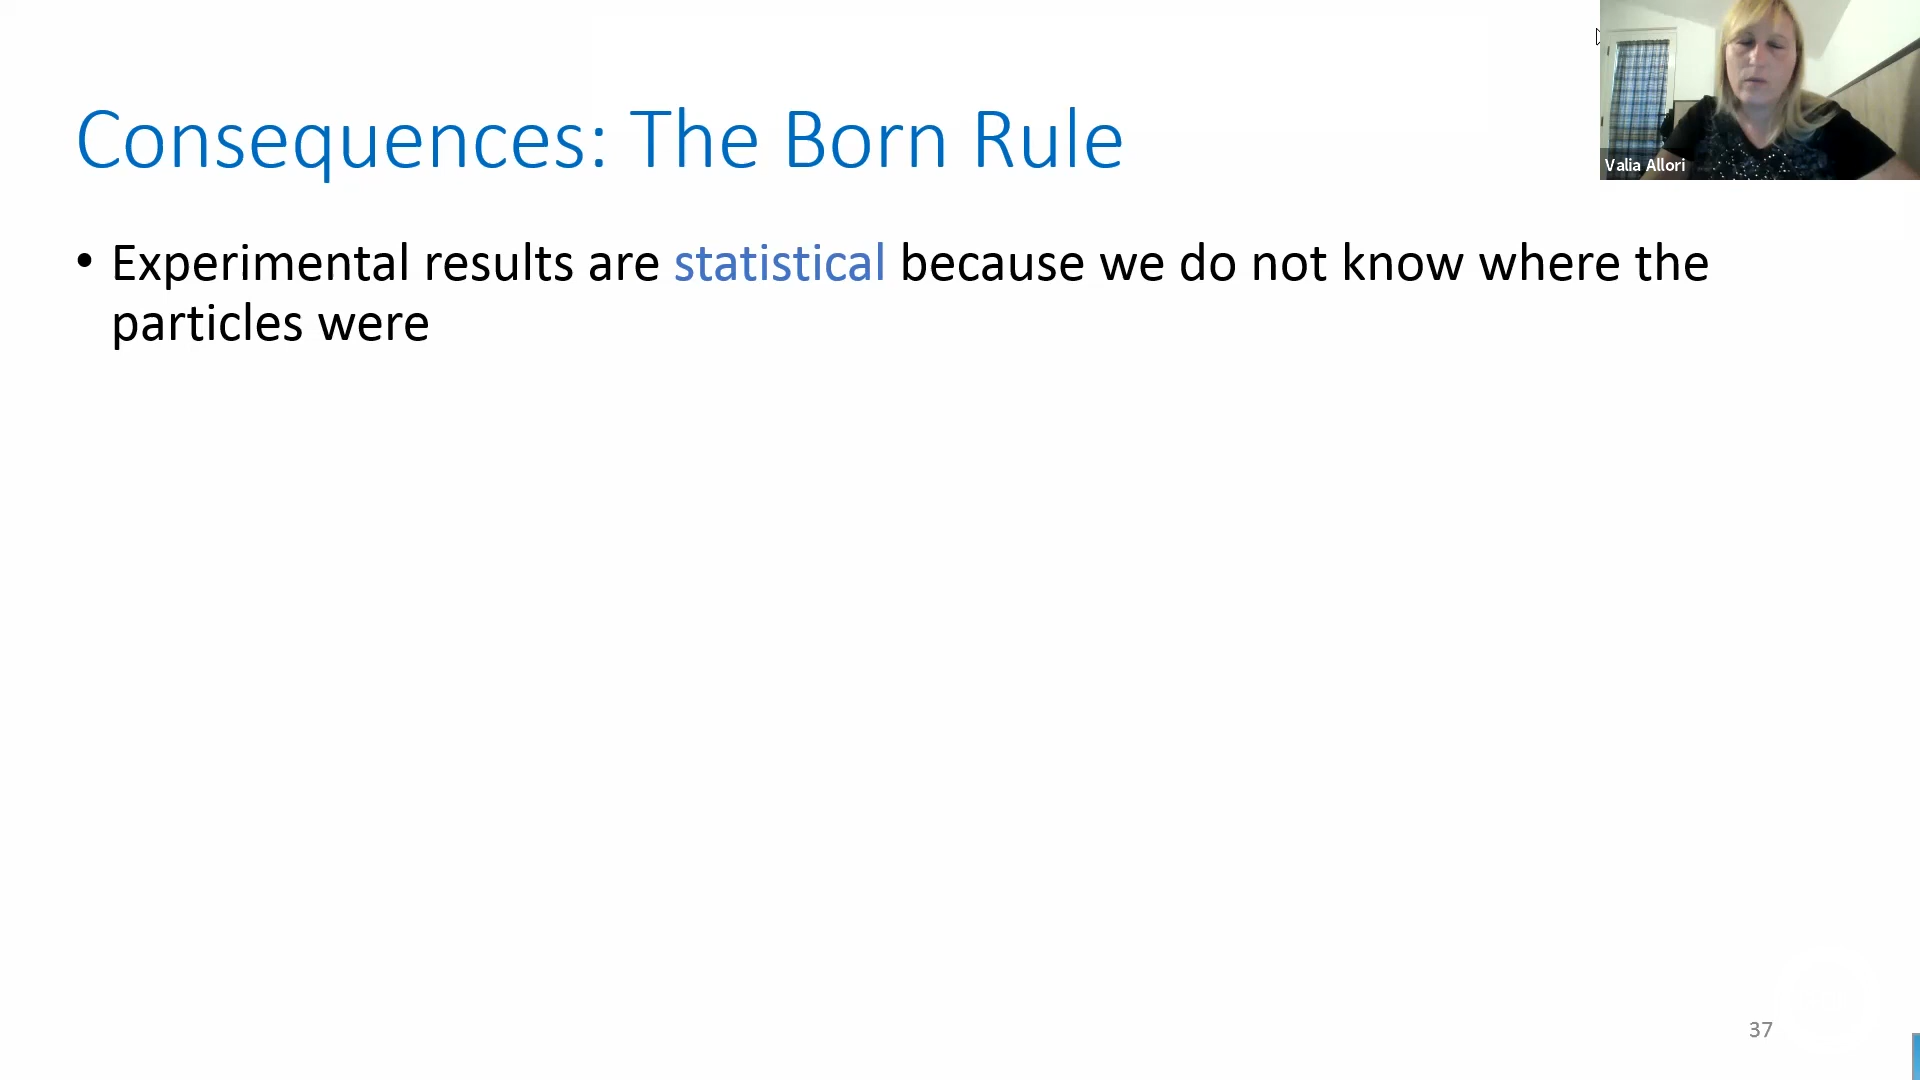 Consequences: The Born Rule
Valia Allori
• Experimental results are statistical because we do not know where the
particles were
37